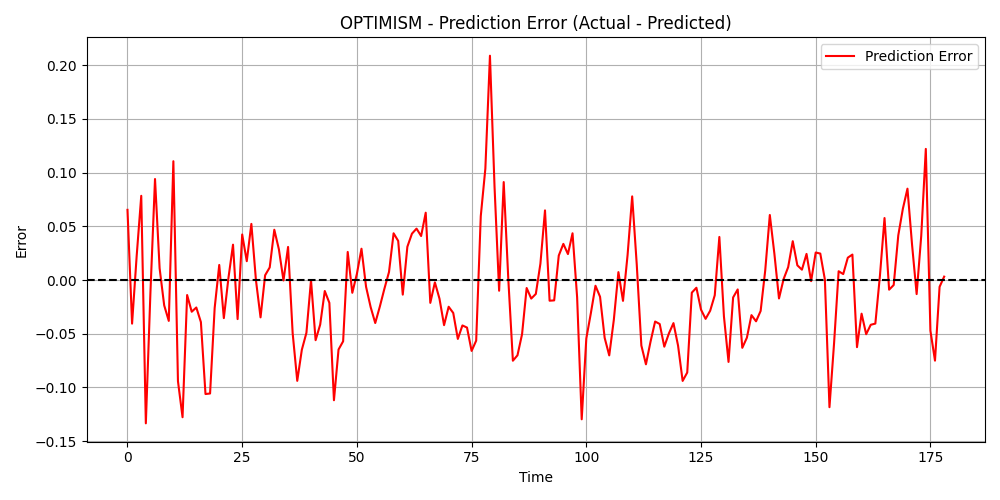 OPTIMISM - Prediction Error (Actual - Predicted)
Prediction Error
0.20
0.15
0.10
0.05
0.00
−0.05
−0.10
−0.15
Error
0 25 50 75 100 125 150 175
Time